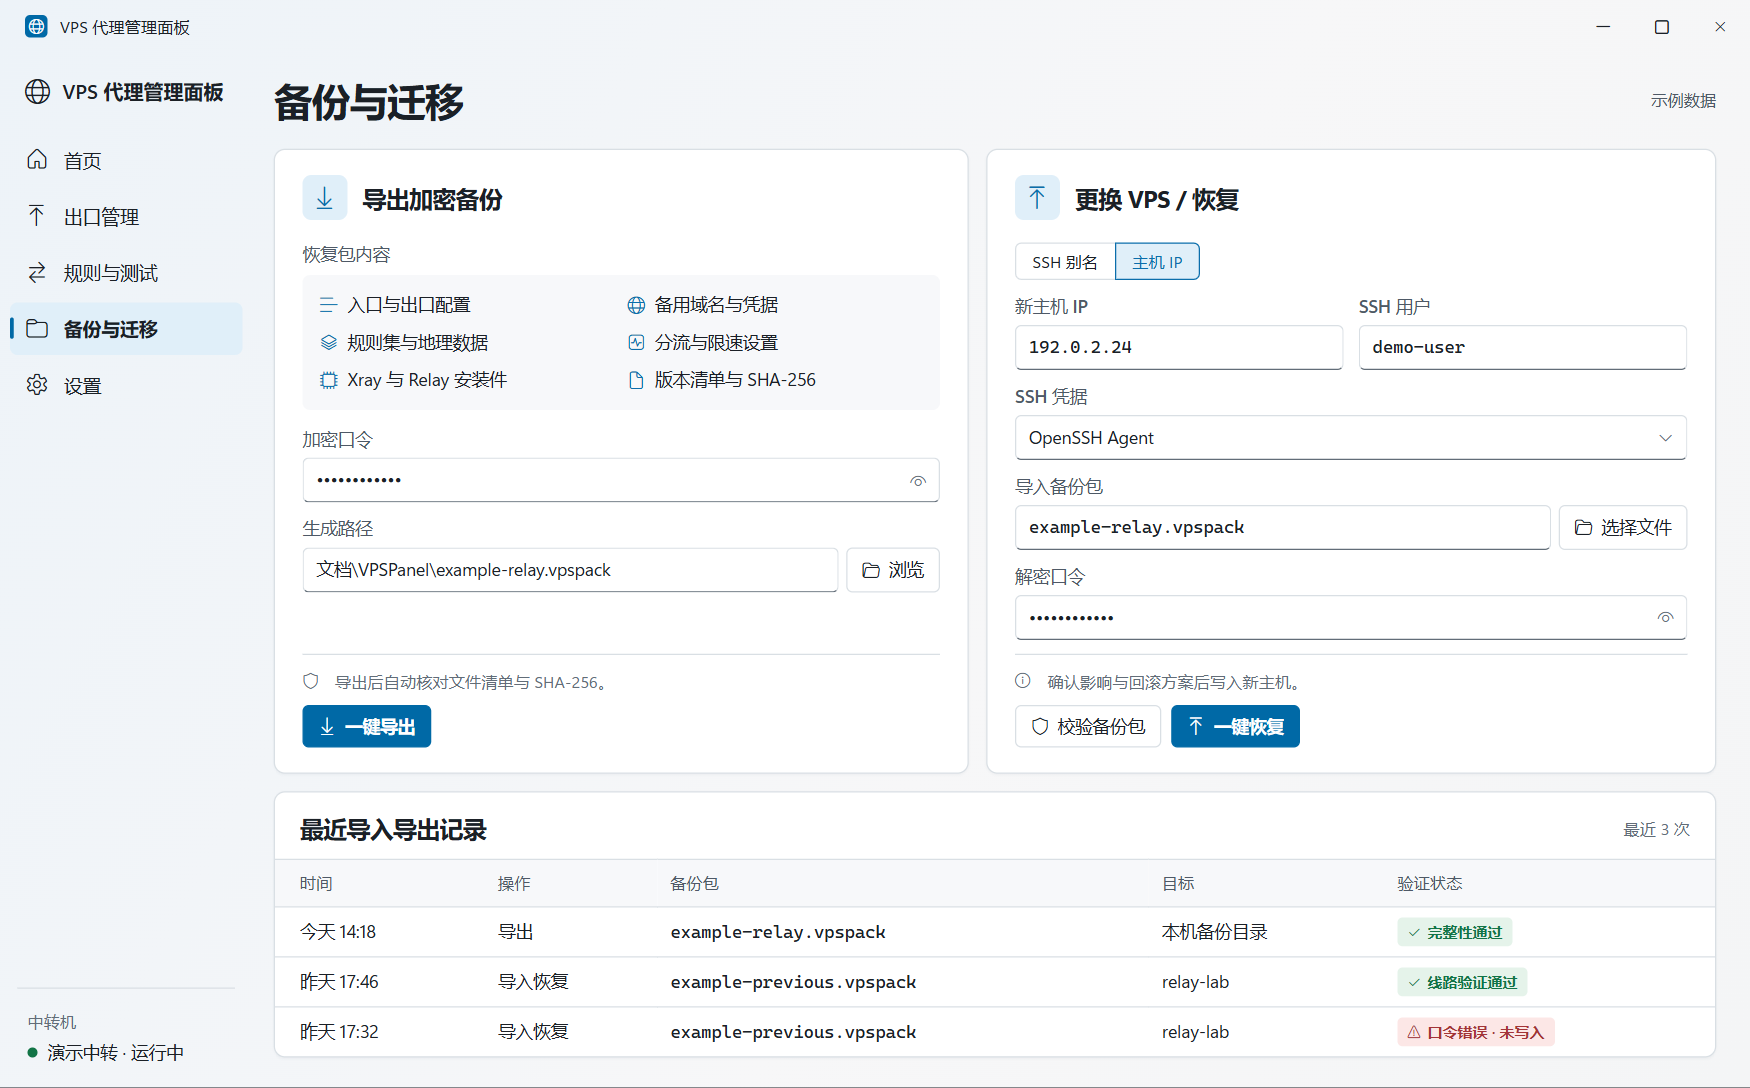 VPS 代理管理面板
VPS 代理管理面板
首页
出口管理
规则与测试
备份与迁移
设置
中转机
演示中转 · 运行中
备份与迁移
示例数据
导出加密备份
恢复包内容
入口与出口配置
备用域名与凭据
规则集与地理数据
分流与限速设置
Xray 与 Relay 安装件
版本清单与 SHA-256
加密口令
••••••••••••
生成路径
文档\VPSPanel\example-relay.vpspack
浏览
导出后自动核对文件清单与 SHA-256。
一键导出
更换 VPS / 恢复
SSH 别名
主机 IP
新主机 IP
SSH 用户
192.0.2.24
demo-user
SSH 凭据
OpenSSH Agent
导入备份包
example-relay.vpspack
选择文件
解密口令
••••••••••••
确认影响与回滚方案后写入新主机。
校验备份包
一键恢复
最近导入导出记录
最近 3 次
时间 操作 备份包 目标 验证状态
今天 14:18 导出 example-relay.vpspack 本机备份目录 完整性通过
昨天 17:46 导入恢复 example-previous.vpspack relay-lab 线路验证通过
昨天 17:32 导入恢复 example-previous.vpspack relay-lab 口令错误 · 未写入